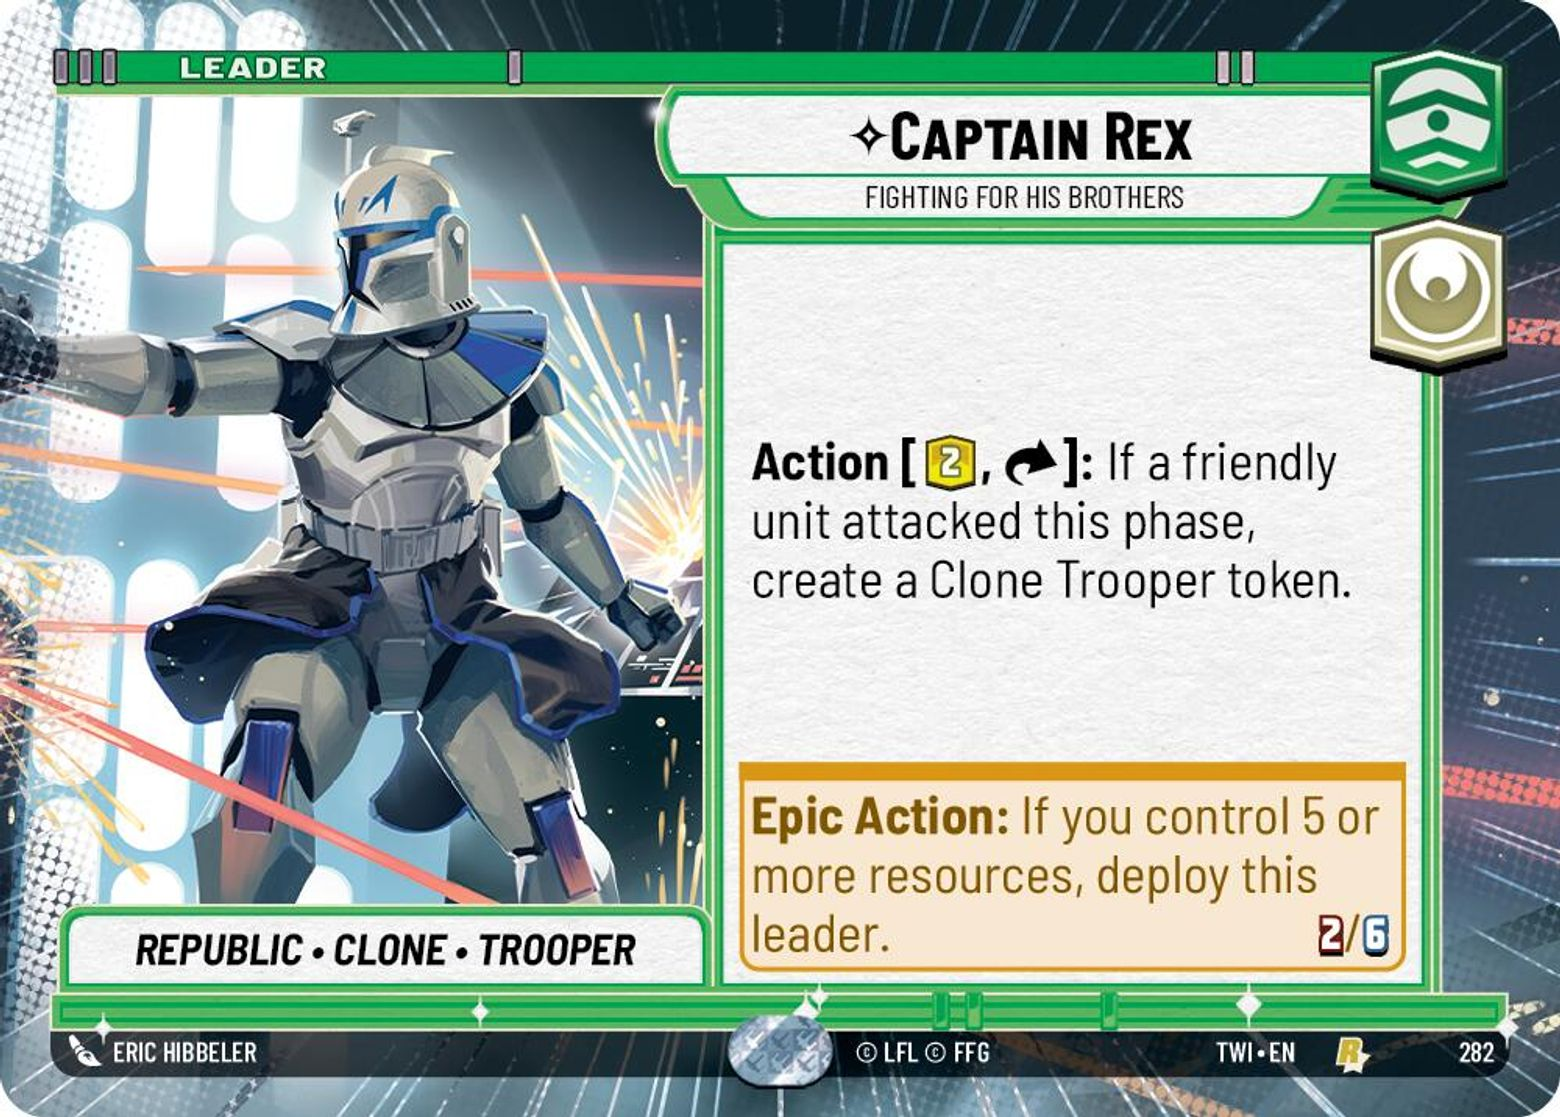 LEADER
CAPTAIN REX
FIGHTING FOR HIS BROTHERS
Action [2, ]: If a friendly
unit attacked this phase,
create a Clone Trooper token.
Epic Action: If you control 5 or
more resources, deploy this
leader.
2/6
REPUBLIC • CLONE • TROOPER
ERIC HIBBELER
© LFL © FFG
TWI • EN
R
282